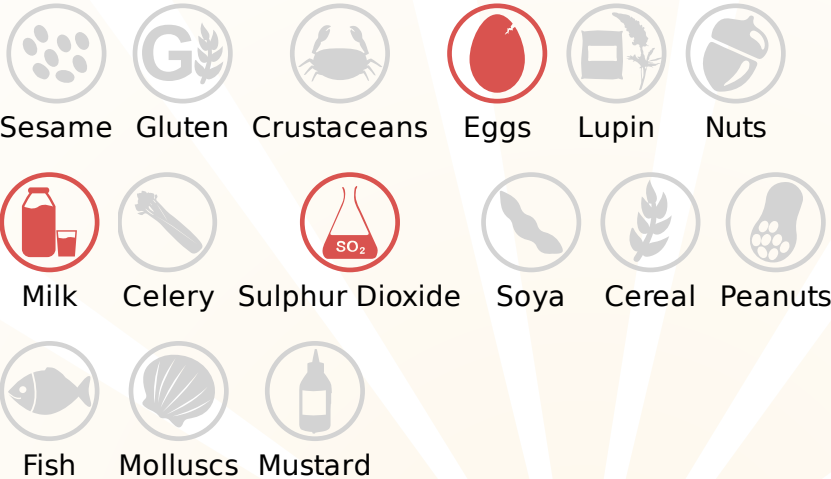 G
Sesame Gluten Crustaceans Eggs Lupin Nuts
SO₂
Milk Celery Sulphur Dioxide Soya Cereal Peanuts
Fish Molluscs Mustard